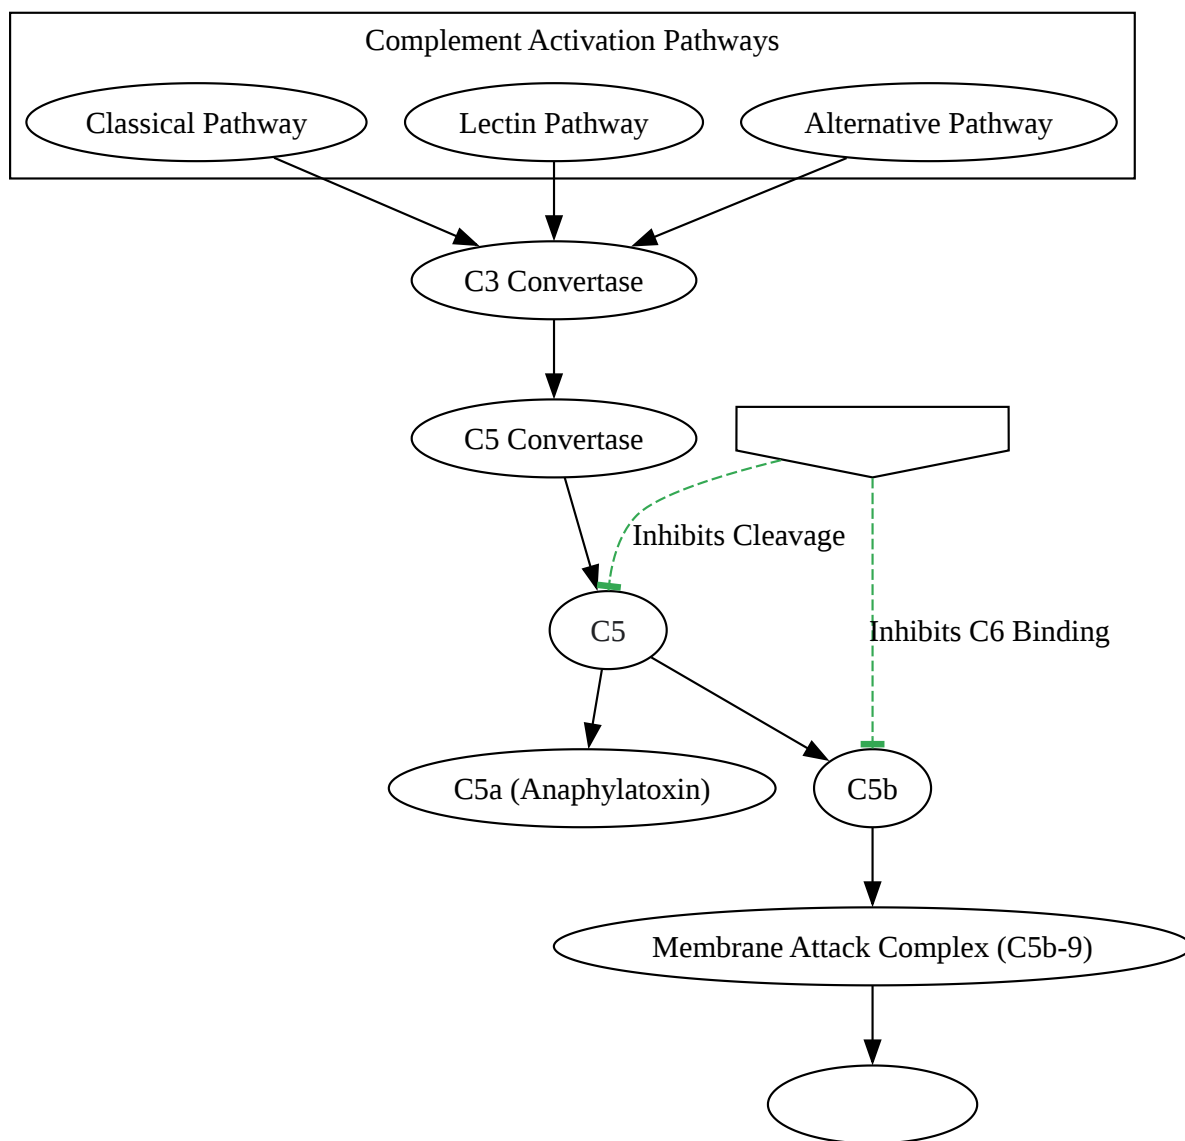 Complement Activation Pathways
Classical Pathway
Lectin Pathway
Alternative Pathway
C3 Convertase
C5 Convertase
Inhibits Cleavage
C5
Inhibits C6 Binding
C5a (Anaphylatoxin)
C5b
Membrane Attack Complex (C5b-9)